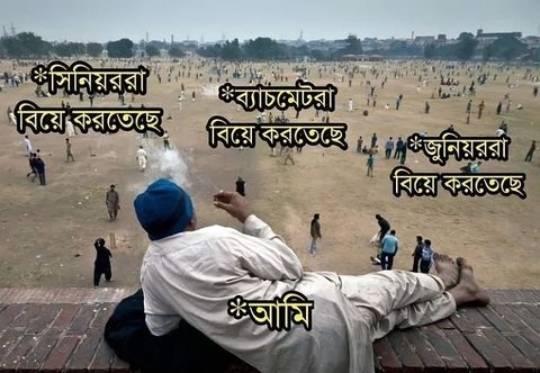 *সিনিয়ররা
বিয়ে করতেছে
*ব্যাচমেটরা
বিয়ে করতেছে
*জুনিয়ররা
বিয়ে করতেছে
*আমি